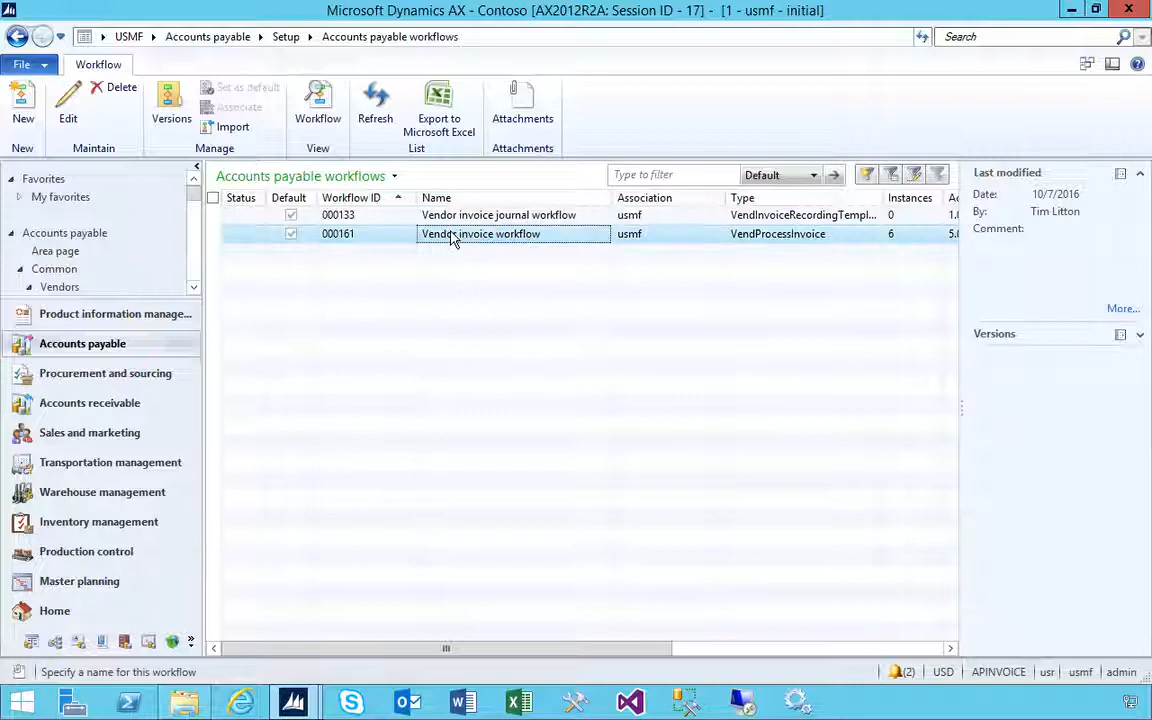 Microsoft Dynamics AX - Contoso [AX2012R2A: Session ID - 17] - [1 - usmf - initial]
USMF Accounts payable Setup Accounts payable workflows
Search
File Workflow
New Edit Delete Versions Set as default Associate Import Workflow Refresh Export to Microsoft Excel Attachments
New Maintain Manage View List Attachments
Favorites
My favorites
Accounts payable
Area page
Common
Vendors
Product information manage...
Accounts payable
Procurement and sourcing
Accounts receivable
Sales and marketing
Transportation management
Warehouse management
Inventory management
Production control
Master planning
Home
Accounts payable workflows
Type to filter Default
Status Default Workflow ID Name Association Type Instances Ac
000133 Vendor invoice journal workflow usmf VendInvoiceRecordingTempl... 0 1.0
000161 Vendor invoice workflow usmf VendProcessInvoice 6 5.0
Last modified
Date: 10/7/2016
By: Tim Litton
Comment:
More...
Versions
Specify a name for this workflow
(2) USD APINVOICE usr usmf admin